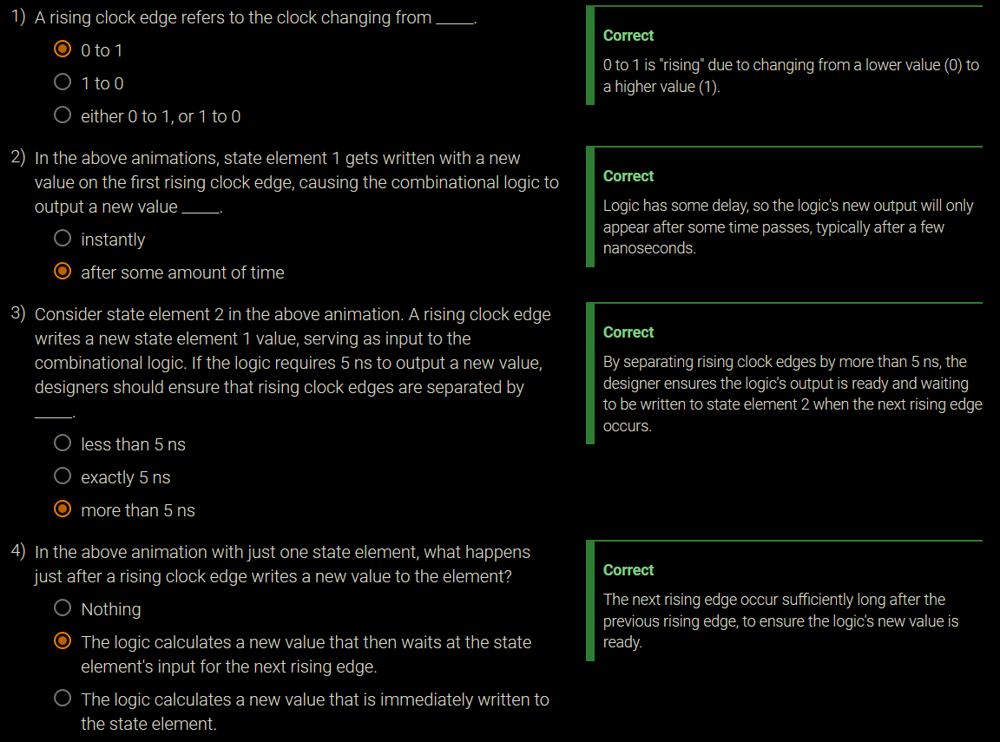 1) A rising clock edge refers to the clock changing from _____.
0 to 1
1 to 0
either 0 to 1, or 1 to 0
Correct
0 to 1 is "rising" due to changing from a lower value (0) to
a higher value (1).
2) In the above animations, state element 1 gets written with a new
value on the first rising clock edge, causing the combinational logic to
output a new value _____.
instantly
after some amount of time
Correct
Logic has some delay, so the logic's new output will only
appear after some time passes, typically after a few
nanoseconds.
3) Consider state element 2 in the above animation. A rising clock edge
writes a new state element 1 value, serving as input to the
combinational logic. If the logic requires 5 ns to output a new value,
designers should ensure that rising clock edges are separated by
_____.
less than 5 ns
exactly 5 ns
more than 5 ns
Correct
By separating rising clock edges by more than 5 ns, the
designer ensures the logic's output is ready and waiting
to be written to state element 2 when the next rising edge
occurs.
4) In the above animation with just one state element, what happens
just after a rising clock edge writes a new value to the element?
Nothing
The logic calculates a new value that then waits at the state
element's input for the next rising edge.
The logic calculates a new value that is immediately written to
the state element.
Correct
The next rising edge occur sufficiently long after the
previous rising edge, to ensure the logic's new value is
ready.